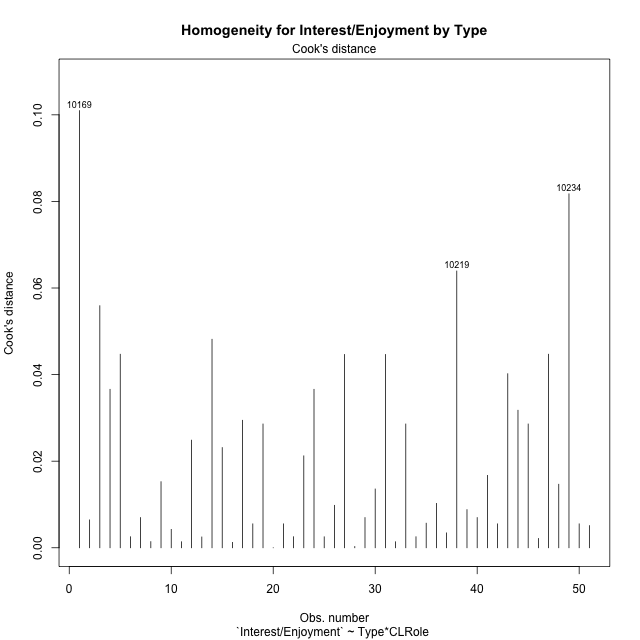 Homogeneity for Interest/Enjoyment by Type
Cook's distance
10169
10234
10219
0.10
0.08
0.06
0.04
0.02
0.00
Cook's distance
0 10 20 30 40 50
Obs. number
`Interest/Enjoyment` ~ Type*CLRole